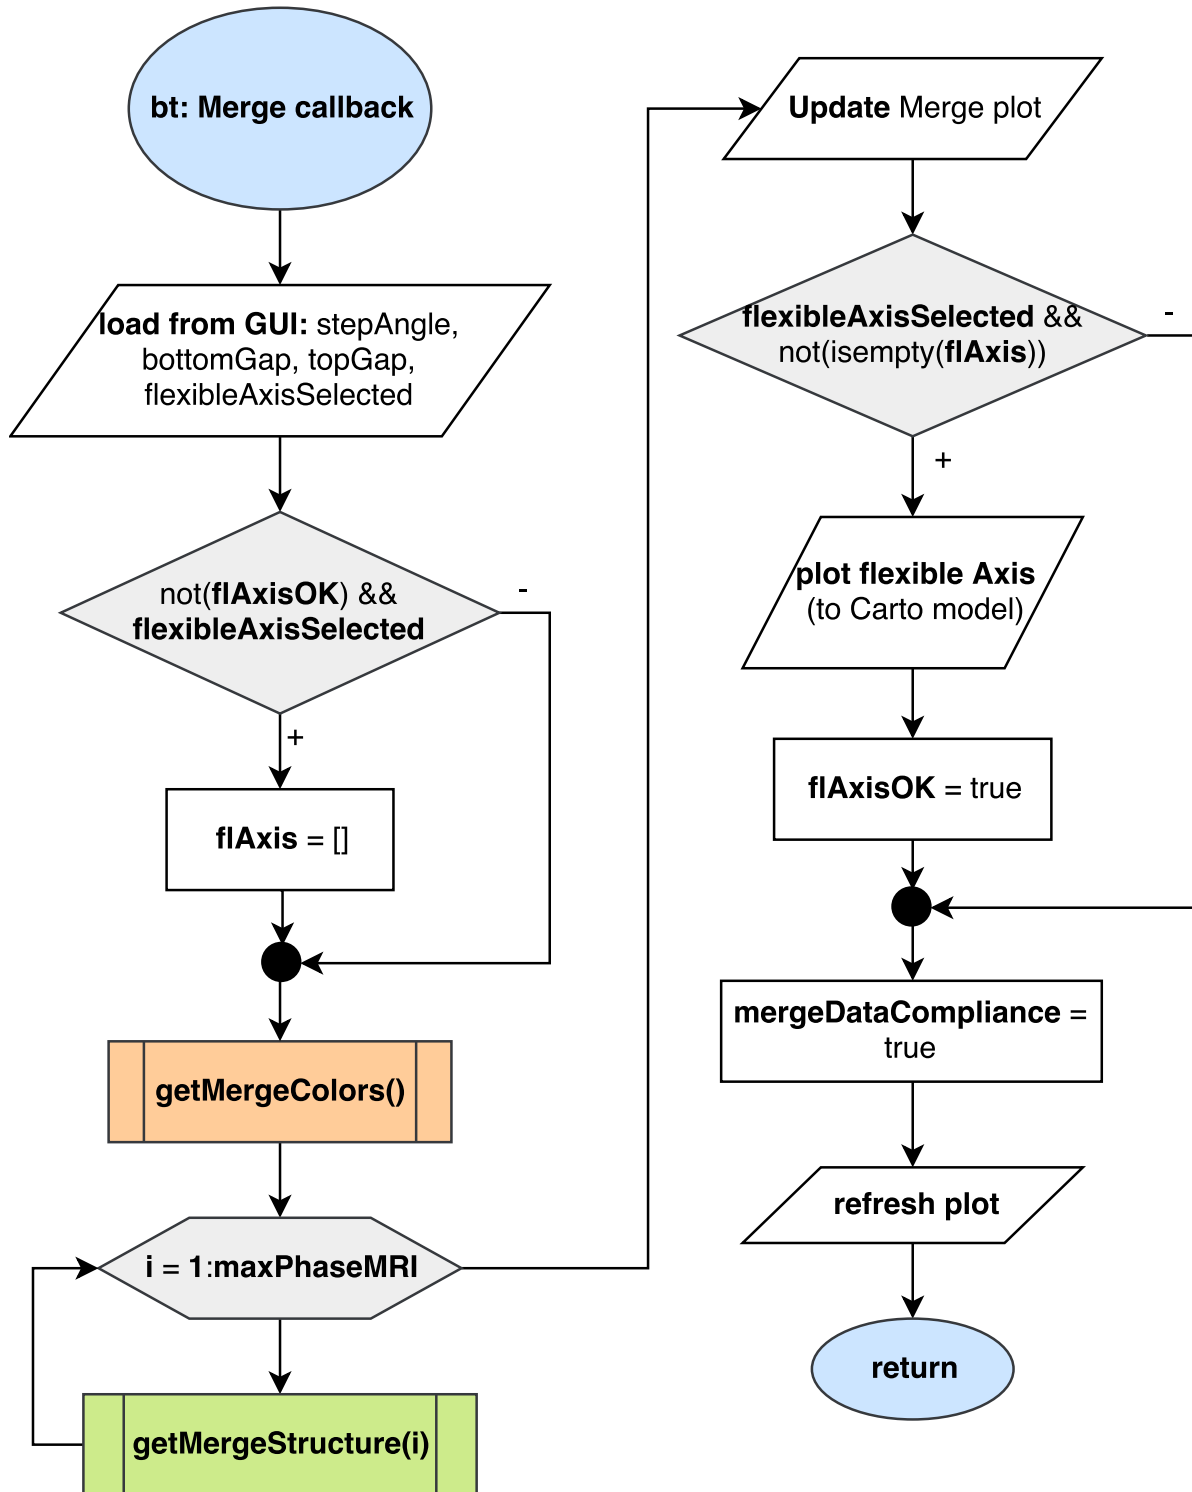 bt: Merge callback
load from GUI: stepAngle,
bottomGap, topGap,
flexibleAxisSelected
not(flAxisOK) &&
flexibleAxisSelected
-
+
flAxis = []
getMergeColors()
i = 1:maxPhaseMRI
getMergeStructure(i)
Update Merge plot
flexibleAxisSelected &&
not(isempty(flAxis))
-
+
plot flexible Axis
(to Carto model)
flAxisOK = true
mergeDataCompliance =
true
refresh plot
return